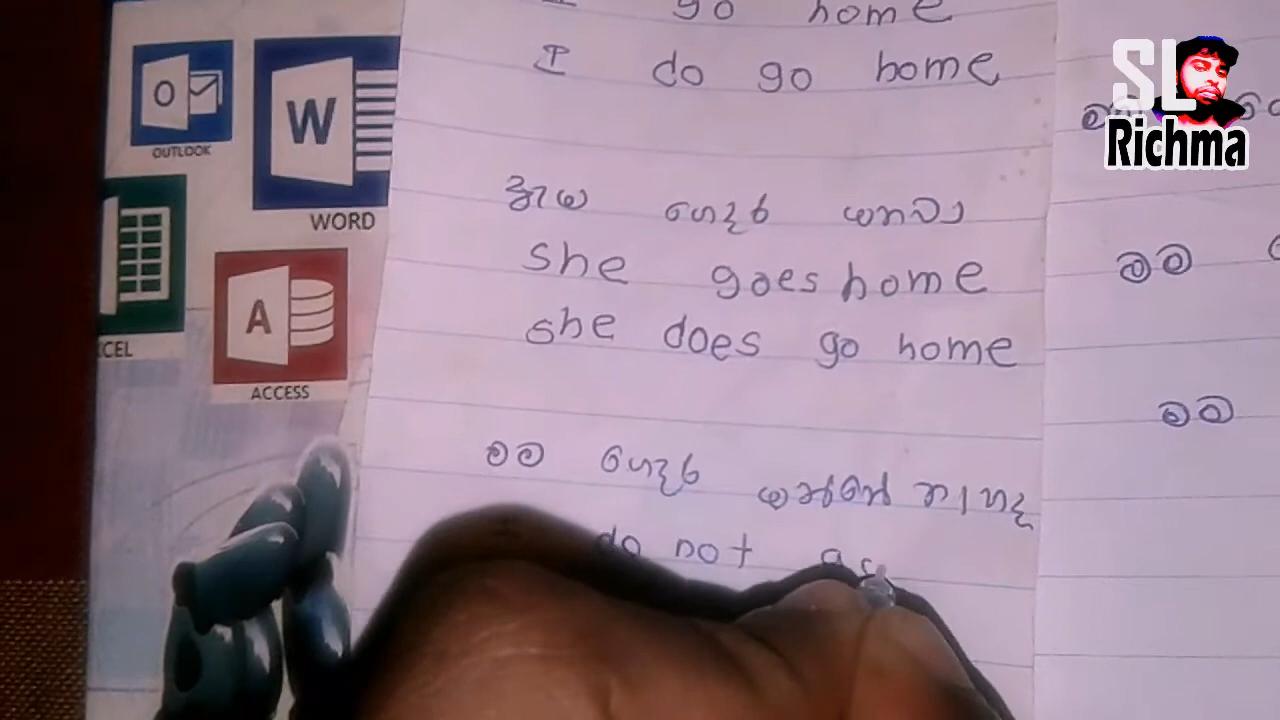 go home
I do go home
ඇය ගෙදර යනවා
she goes home
she does go home
මම ගෙදර යන්නේ නැහැ
do not
මම
මම
O
OUTLOOK
W
WORD
CEL
A
ACCESS
SL
Richma